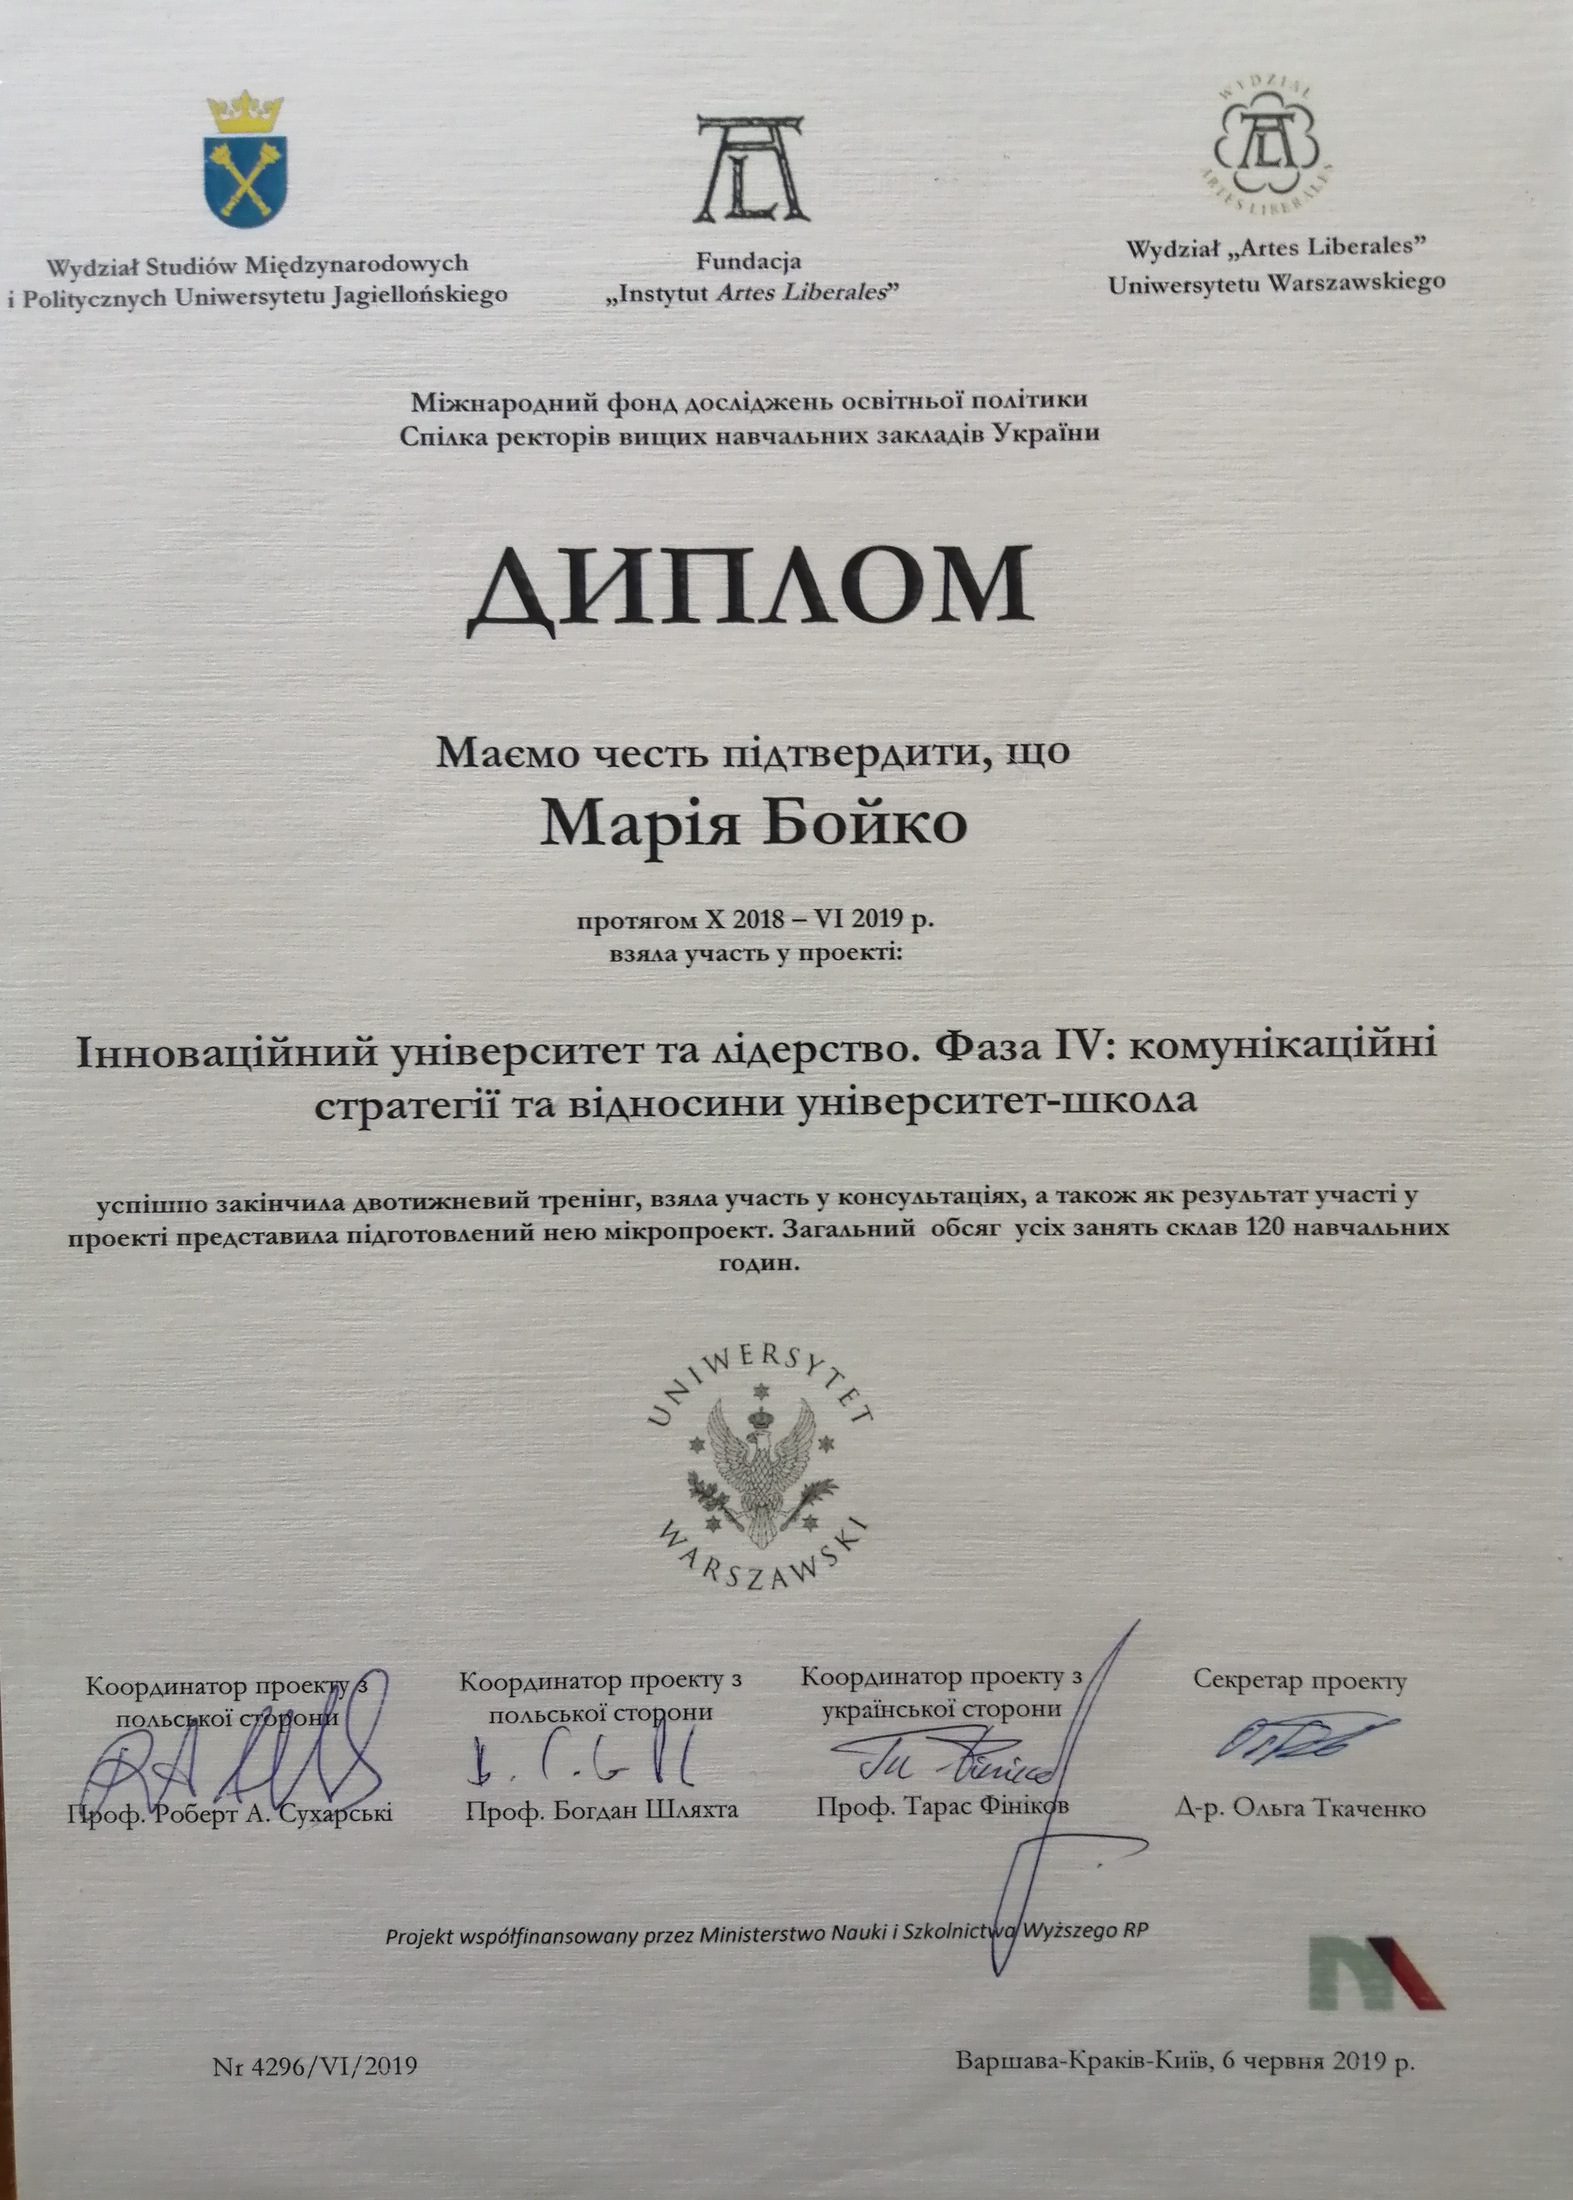 WYDZIAŁ
ARTES LIBERALES
Wydział Studiów Międzynarodowych
i Politycznych Uniwersytetu Jagiellońskiego
Fundacja
„Instytut Artes Liberales”
Wydział „Artes Liberales”
Uniwersytetu Warszawskiego
Міжнародний фонд досліджень освітньої політики
Спілка ректорів вищих навчальних закладів України
ДИПЛОМ
Маємо честь підтвердити, що
Марія Бойко
протягом X 2018 – VI 2019 р.
взяла участь у проекті:
Інноваційний університет та лідерство. Фаза IV: комунікаційні
стратегії та відносини університет-школа
успішно закінчила двотижневий тренінг, взяла участь у консультаціях, а також як результат участі у
проекті представила підготовлений нею мікропроект. Загальний обсяг усіх занять склав 120 навчальних
годин.
UNIWERSYTET
WARSZAWSKI
Координатор проекту з
польської сторони
Проф. Роберт А. Сухарські
Координатор проекту з
польської сторони
Проф. Богдан Шляхта
Координатор проекту з
української сторони
Проф. Тарас Фініков
Секретар проекту
Д-р. Ольга Ткаченко
Projekt współfinansowany przez Ministerstwo Nauki i Szkolnictwa Wyższego RP
Nr 4296/VI/2019
Варшава-Краків-Київ, 6 червня 2019 р.